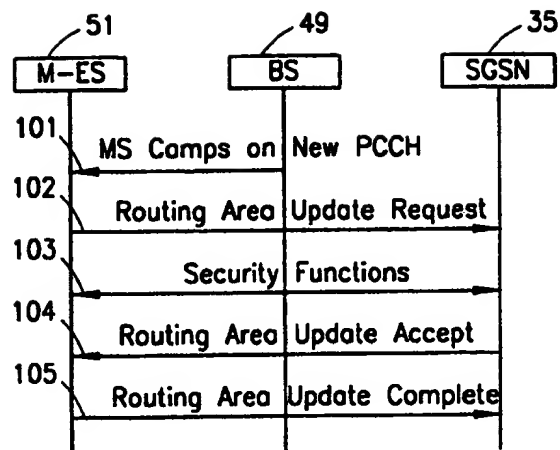 51 49 35
M-ES BS SGSN
101
MS Camps on New PCCH
102
Routing Area Update Request
103
Security Functions
104
Routing Area Update Accept
105
Routing Area Update Complete